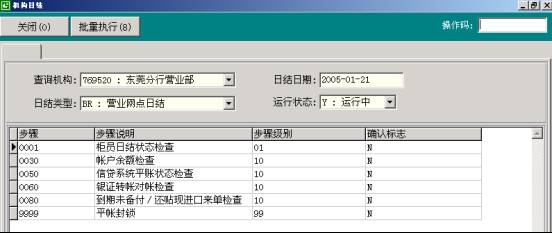 机构日结
关闭(0) 批量执行(8) 操作码:
查询机构: 769520 : 东莞分行营业部 日结日期: 2005-01-21
日结类型: BR : 营业网点日结 运行状态: Y : 运行中
步骤 步骤说明 步骤级别 确认标志
0001 柜员日结状态检查 01 N
0030 帐户余额检查 10 N
0050 信贷系统平账状态检查 10 N
0060 银证转帐对帐检查 10 N
0080 到期未备付/还贴现进口来单检查 10 N
9999 平帐封锁 99 N